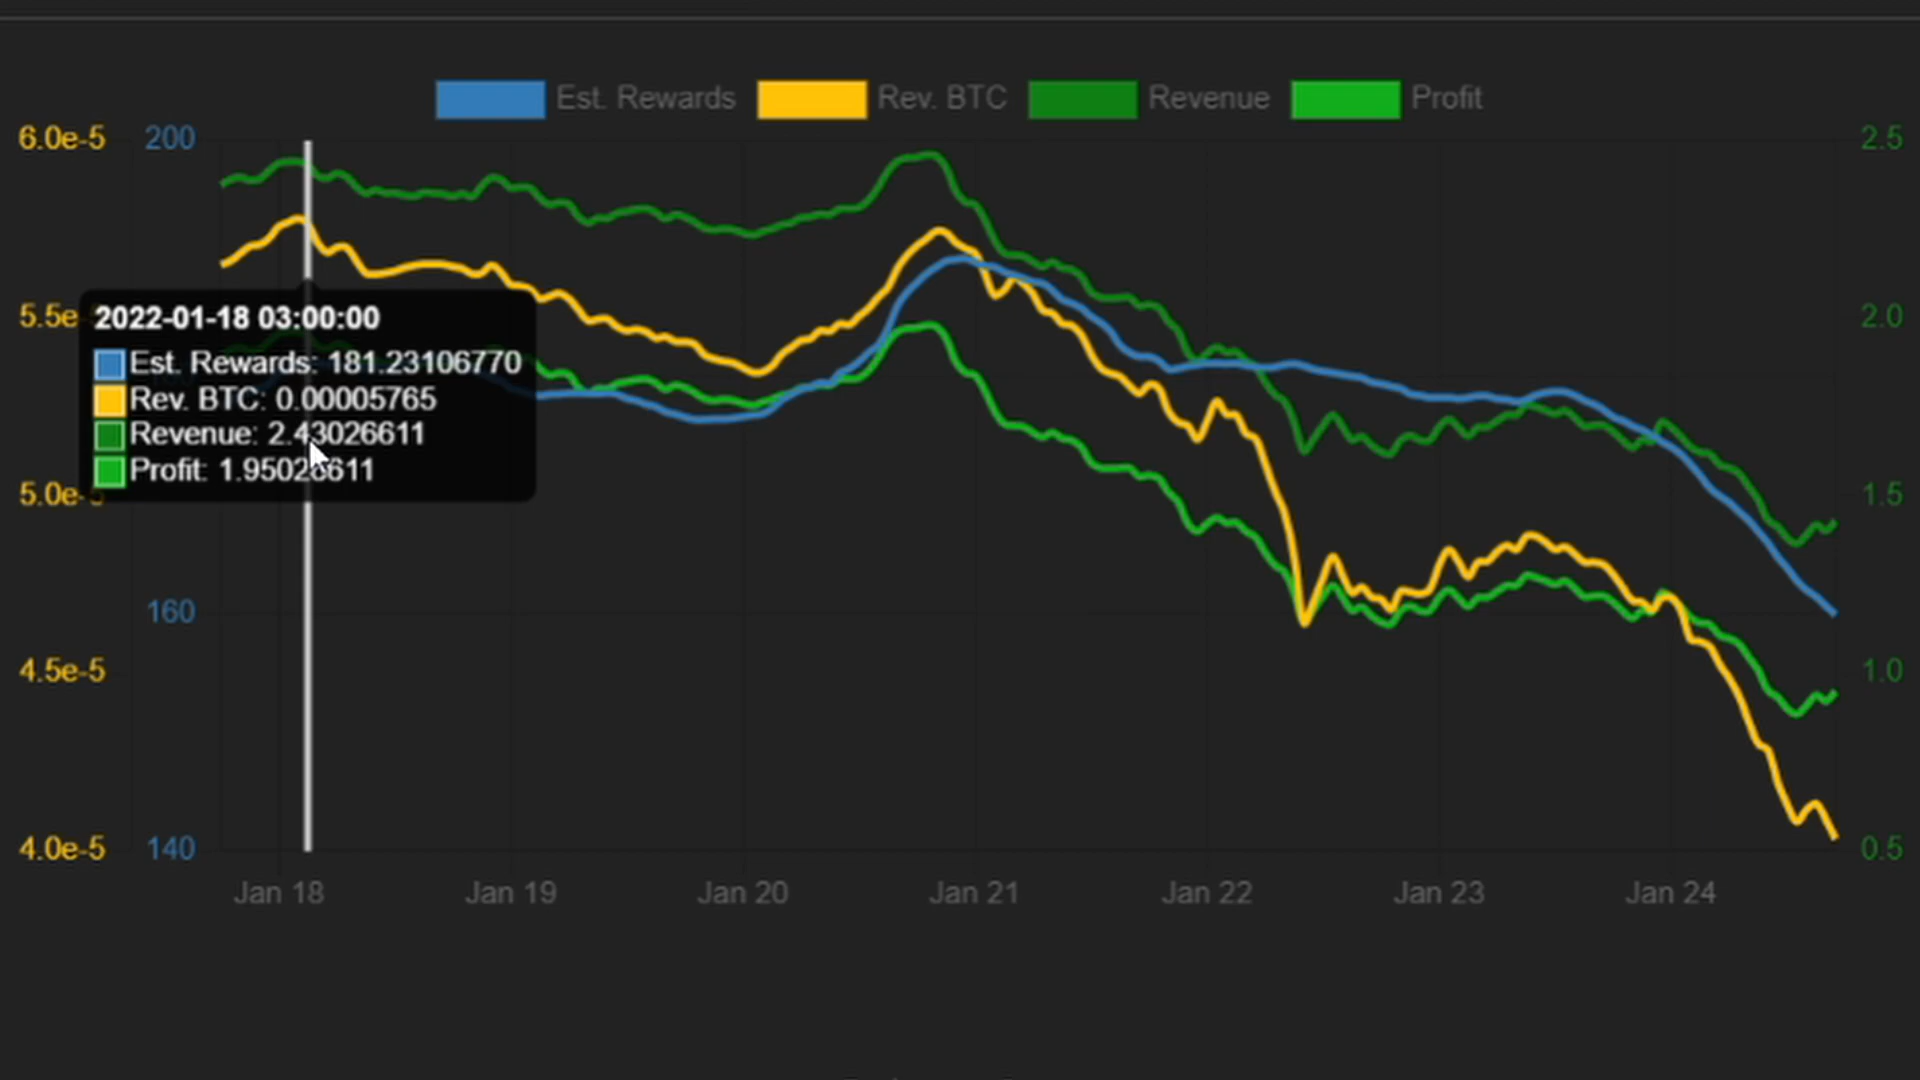 Est. Rewards Rev. BTC Revenue Profit
6.0e-5 200 2.5
5.5e 2.0
2022-01-18 03:00:00
Est. Rewards: 181.23106770
Rev. BTC: 0.00005765
Revenue: 2.43026611
Profit: 1.95026611
5.0e-5 1.5
160
4.5e-5 1.0
4.0e-5 140 0.5
Jan 18 Jan 19 Jan 20 Jan 21 Jan 22 Jan 23 Jan 24